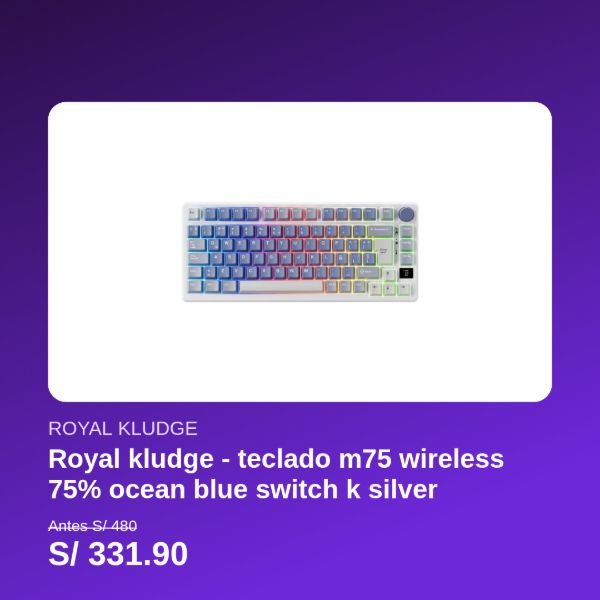 ROYAL KLUDGE
Royal kludge - teclado m75 wireless
75% ocean blue switch k silver
Antes S/ 480
S/ 331.90